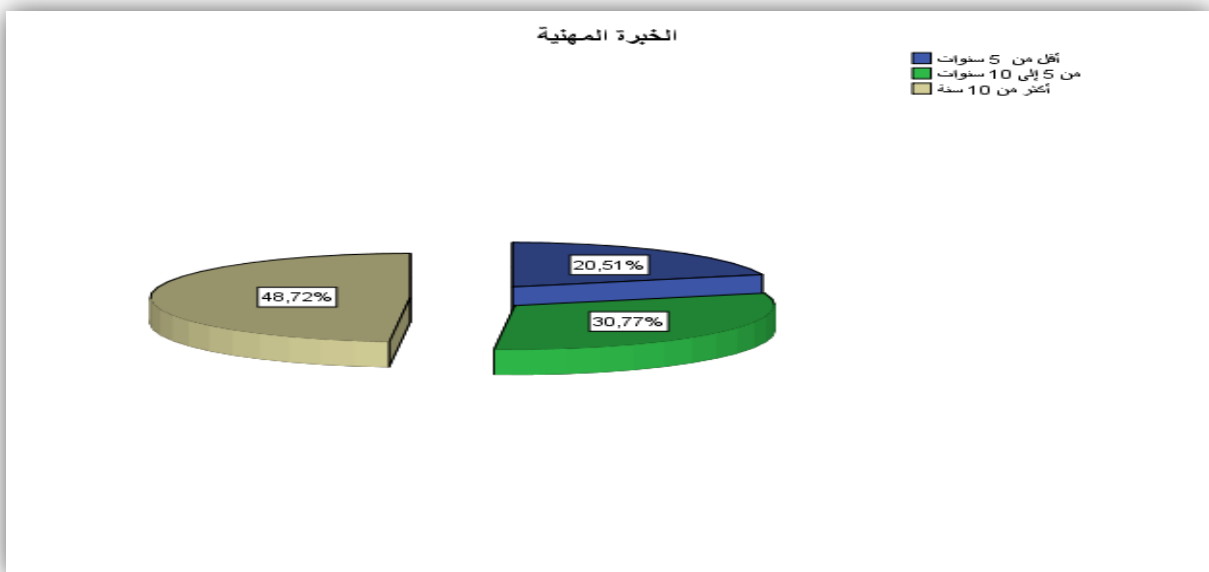 الخبرة المهنية
أقل من 5 سنوات
من 5 إلى 10 سنوات
أكثر من 10 سنة
20,51%
48,72%
30,77%